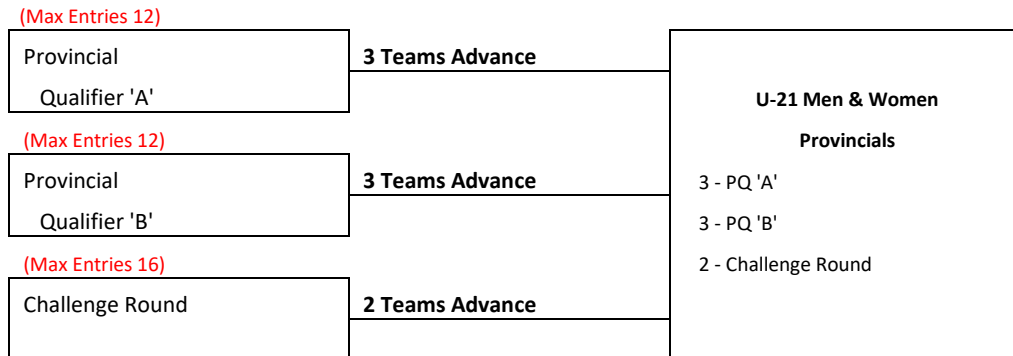 (Max Entries 12)
Provincial
Qualifier 'A'
3 Teams Advance
(Max Entries 12)
Provincial
Qualifier 'B'
3 Teams Advance
(Max Entries 16)
Challenge Round
2 Teams Advance
U-21 Men & Women
Provincials
3 - PQ 'A'
3 - PQ 'B'
2 - Challenge Round